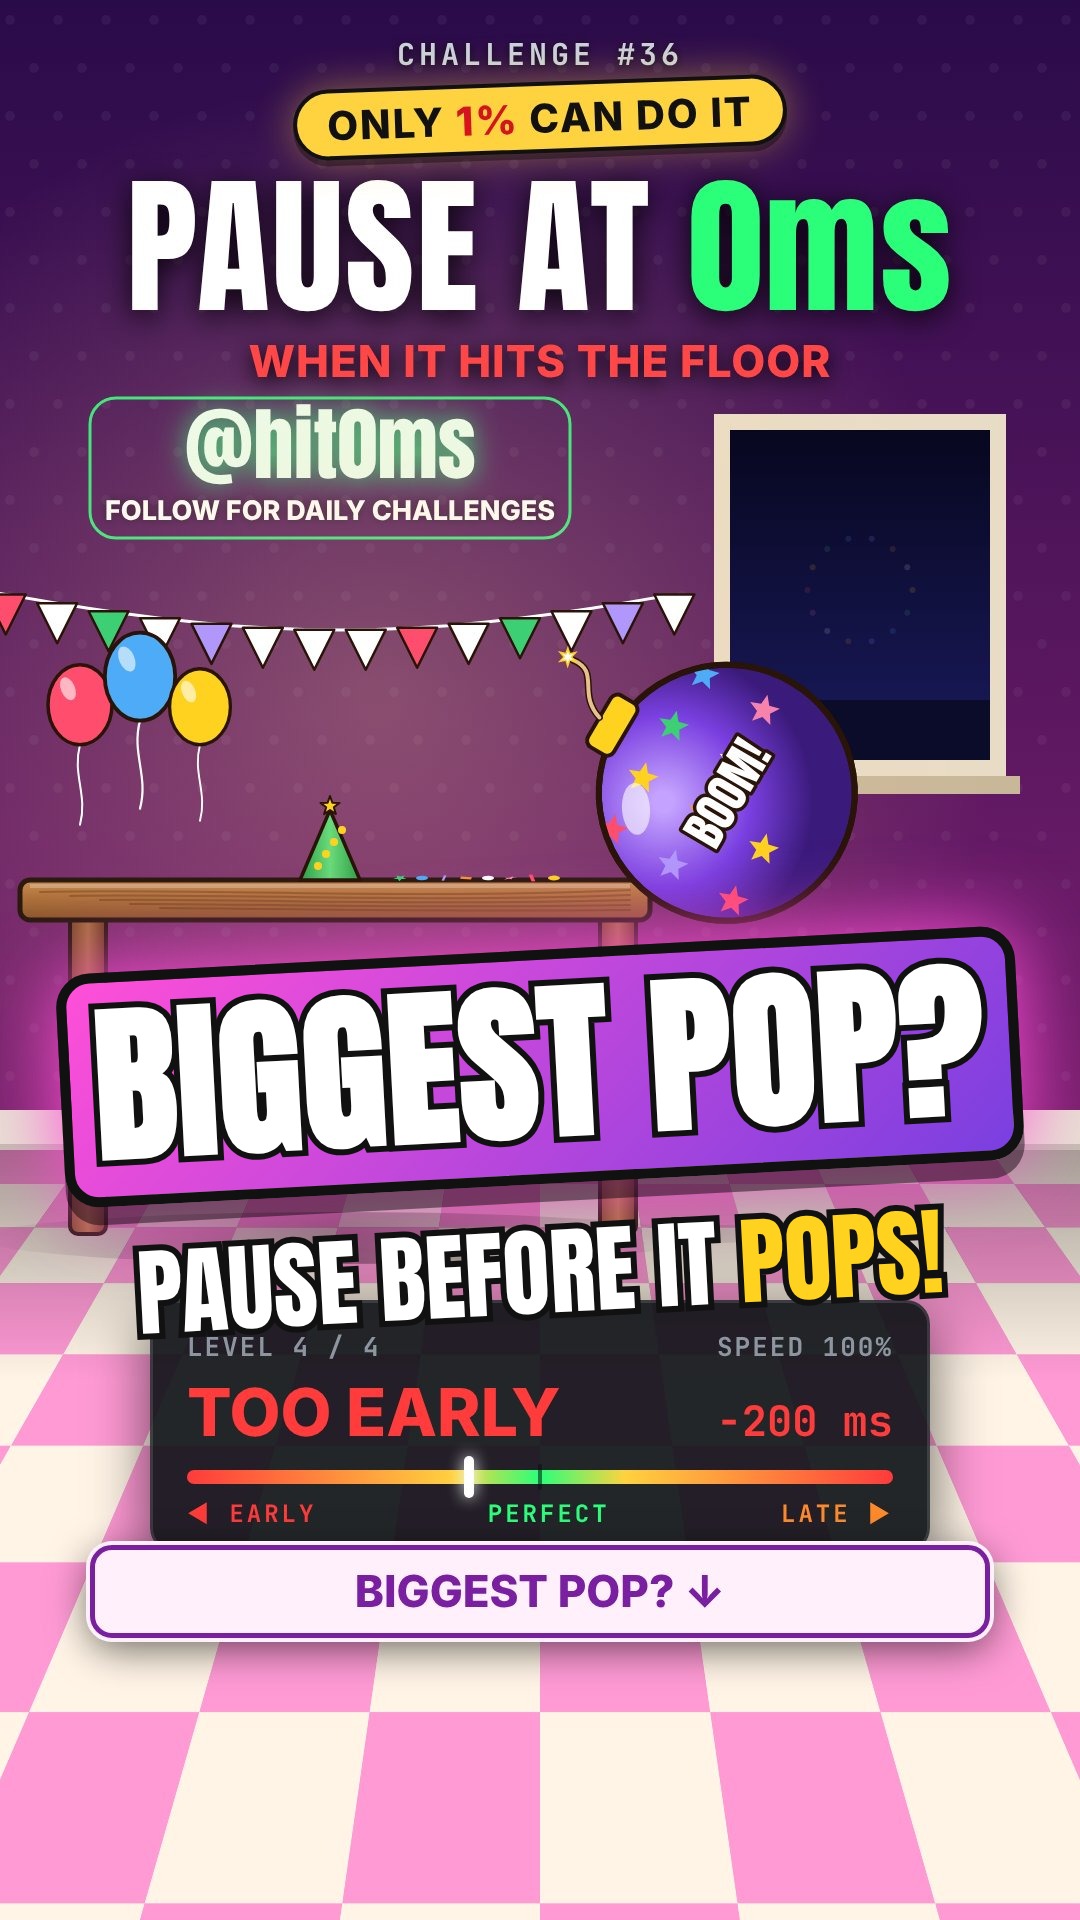 CHALLENGE #36
ONLY 1% CAN DO IT
PAUSE AT 0ms
WHEN IT HITS THE FLOOR
@hit0ms
FOLLOW FOR DAILY CHALLENGES
BOOM!
BIGGEST POP?
PAUSE BEFORE IT POPS!
LEVEL 4 / 4
SPEED 100%
TOO EARLY
-200 ms
◀ EARLY
PERFECT
LATE ▶
BIGGEST POP? ↓